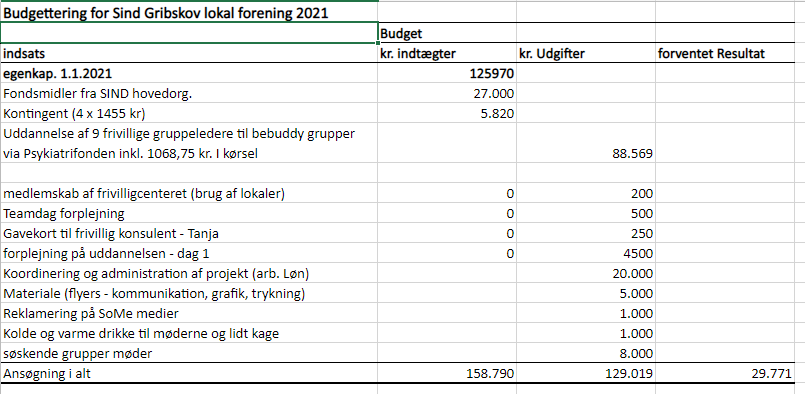 Budgettering for Sind Gribskov lokal forening 2021
Budget
indsats kr. indtægter kr. Udgifter forventet Resultat
egenkap. 1.1.2021 125970
Fondsmidler fra SIND hovedorg. 27.000
Kontingent (4 x 1455 kr) 5.820
Uddannelse af 9 frivillige gruppeledere til bebuddy grupper
via Psykiatrifonden inkl. 1068,75 kr. I kørsel 88.569
medlemskab af frivilligcenteret (brug af lokaler) 0 200
Teamdag forplejning 0 500
Gavekort til frivillig konsulent - Tanja 0 250
forplejning på uddannelsen - dag 1 0 4500
Koordinering og administration af projekt (arb. Løn) 20.000
Materiale (flyers - kommunikation, grafik, trykning) 5.000
Reklamering på SoMe medier 1.000
Kolde og varme drikke til møderne og lidt kage 1.000
søskende grupper møder 8.000
Ansøgning i alt 158.790 129.019 29.771